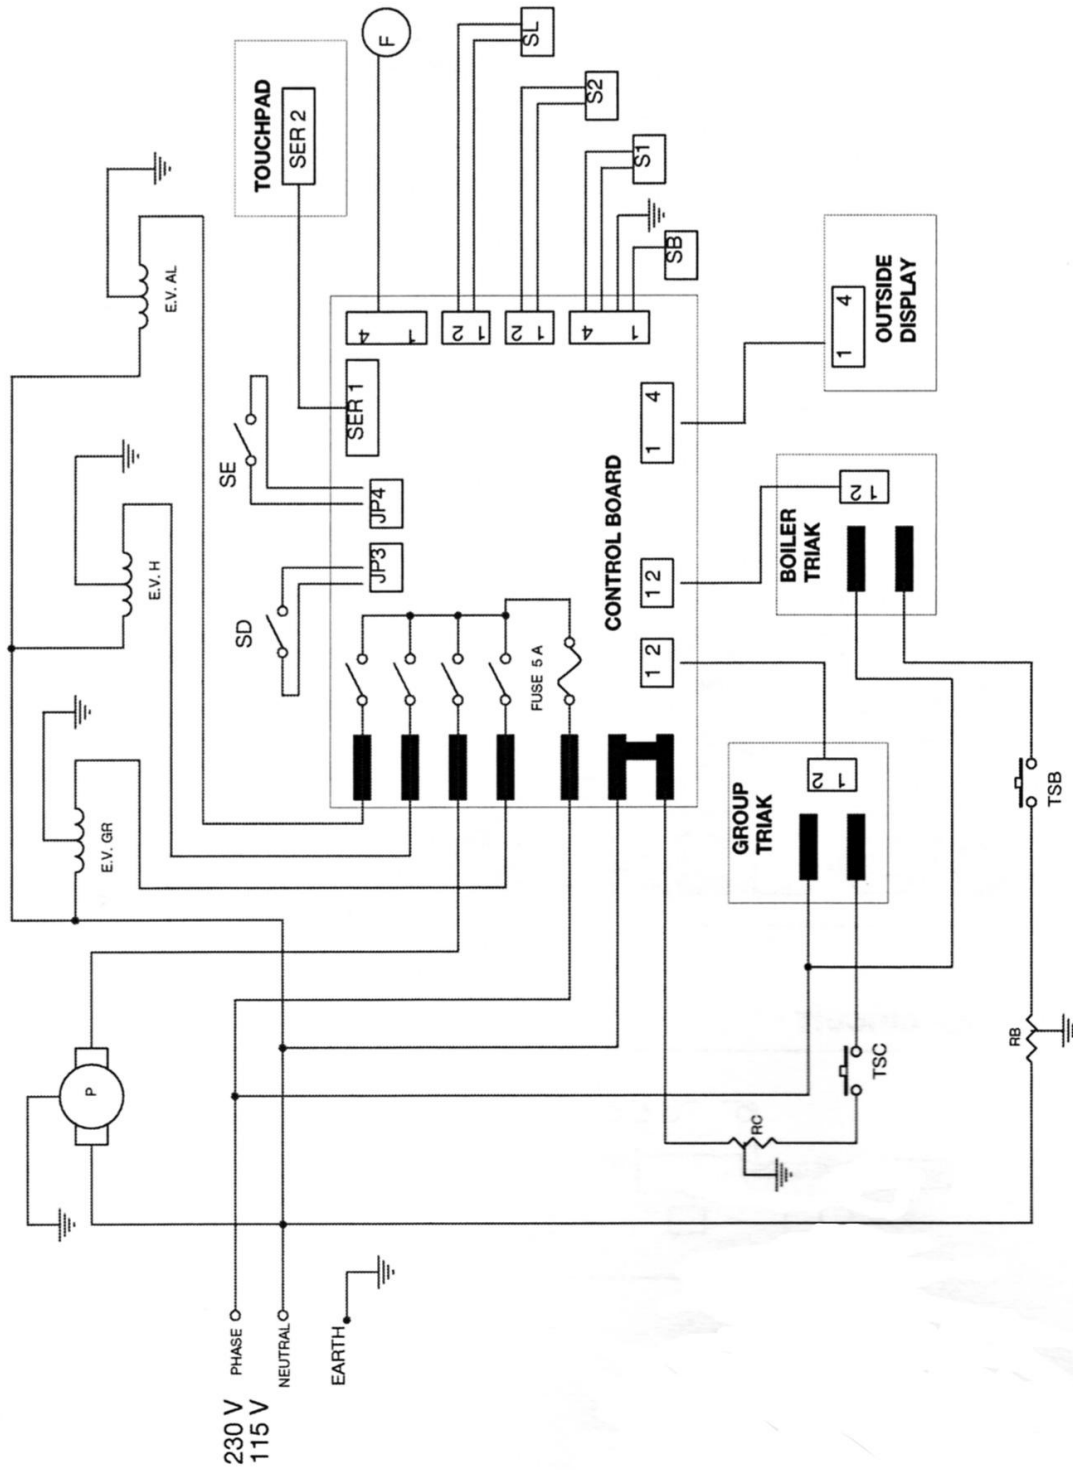 230 V
115 V
PHASE
NEUTRAL
EARTH
P
E.V. GR
E.V. H
E.V. AL
SD
SE
TOUCHPAD
SER 2
F
SL
S2
S1
SB
4
1
1 2
1 2
4
1
SER 1
JP4
JP3
FUSE 5 A
CONTROL BOARD
1 2
1 2
1 4
OUTSIDE
DISPLAY
1 4
BOILER
TRIAK
1 2
GROUP
TRIAK
1 2
TSC
RC
TSB
RB